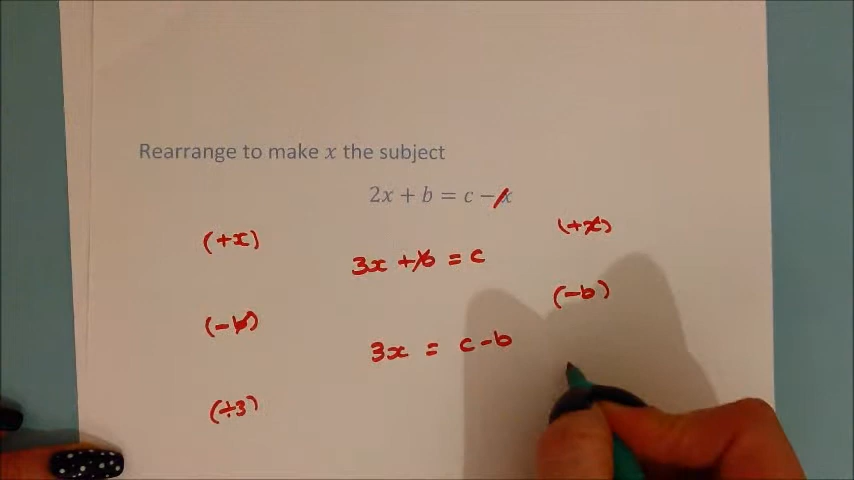 Rearrange to make x the subject
2x + b = c − x
(+x) (+x)
3x + b = c
(-b) (-b)
3x = c - b
(÷3)